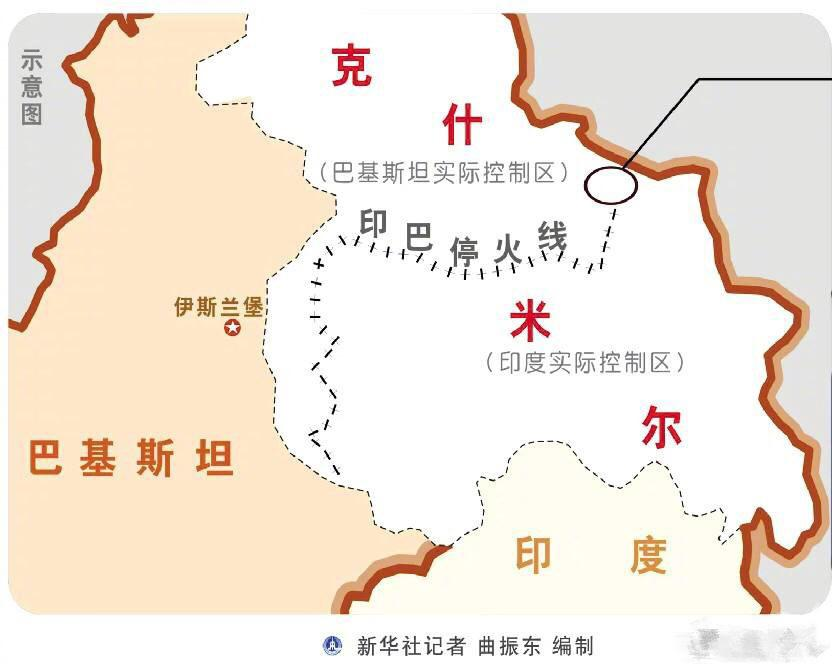 示意图
克
什
(巴基斯坦实际控制区)
印巴停火线
伊斯兰堡
米
(印度实际控制区)
尔
巴基斯坦
印度
新华社记者 曲振东 编制